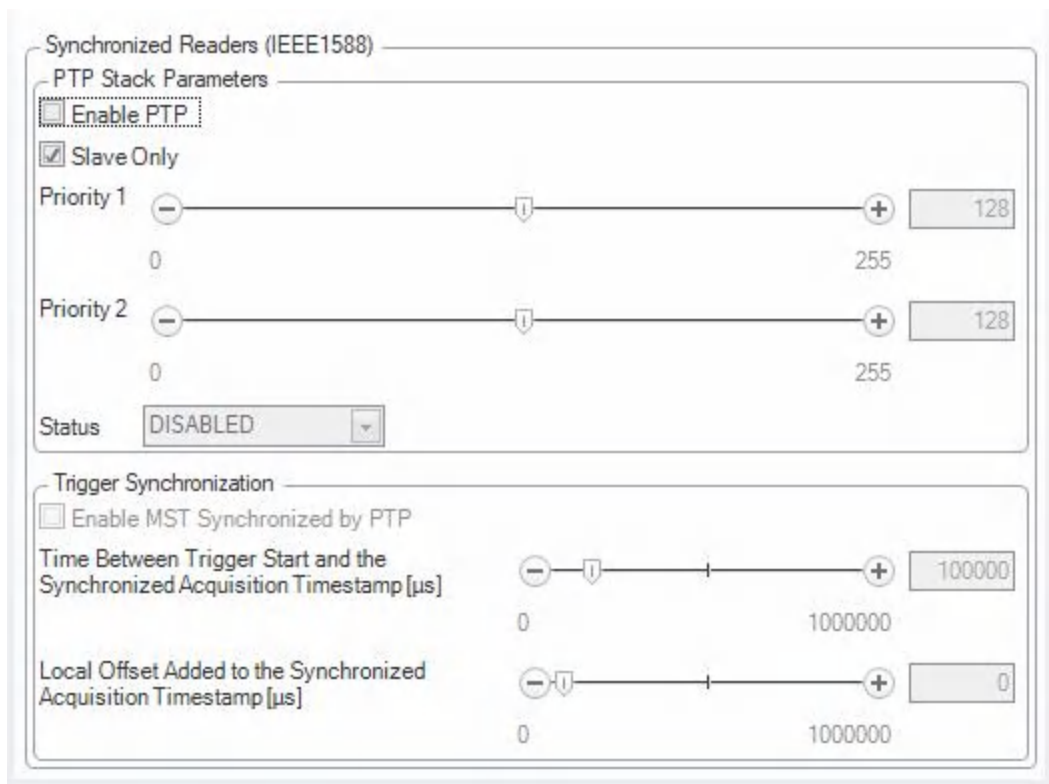 Synchronized Readers (IEEE1588)
PTP Stack Parameters
Enable PTP
Slave Only
Priority 1
128
0
255
Priority 2
128
0
255
Status
DISABLED
Trigger Synchronization
Enable MST Synchronized by PTP
Time Between Trigger Start and the
Synchronized Acquisition Timestamp [µs]
100000
0
1000000
Local Offset Added to the Synchronized
Acquisition Timestamp [µs]
0
0
1000000